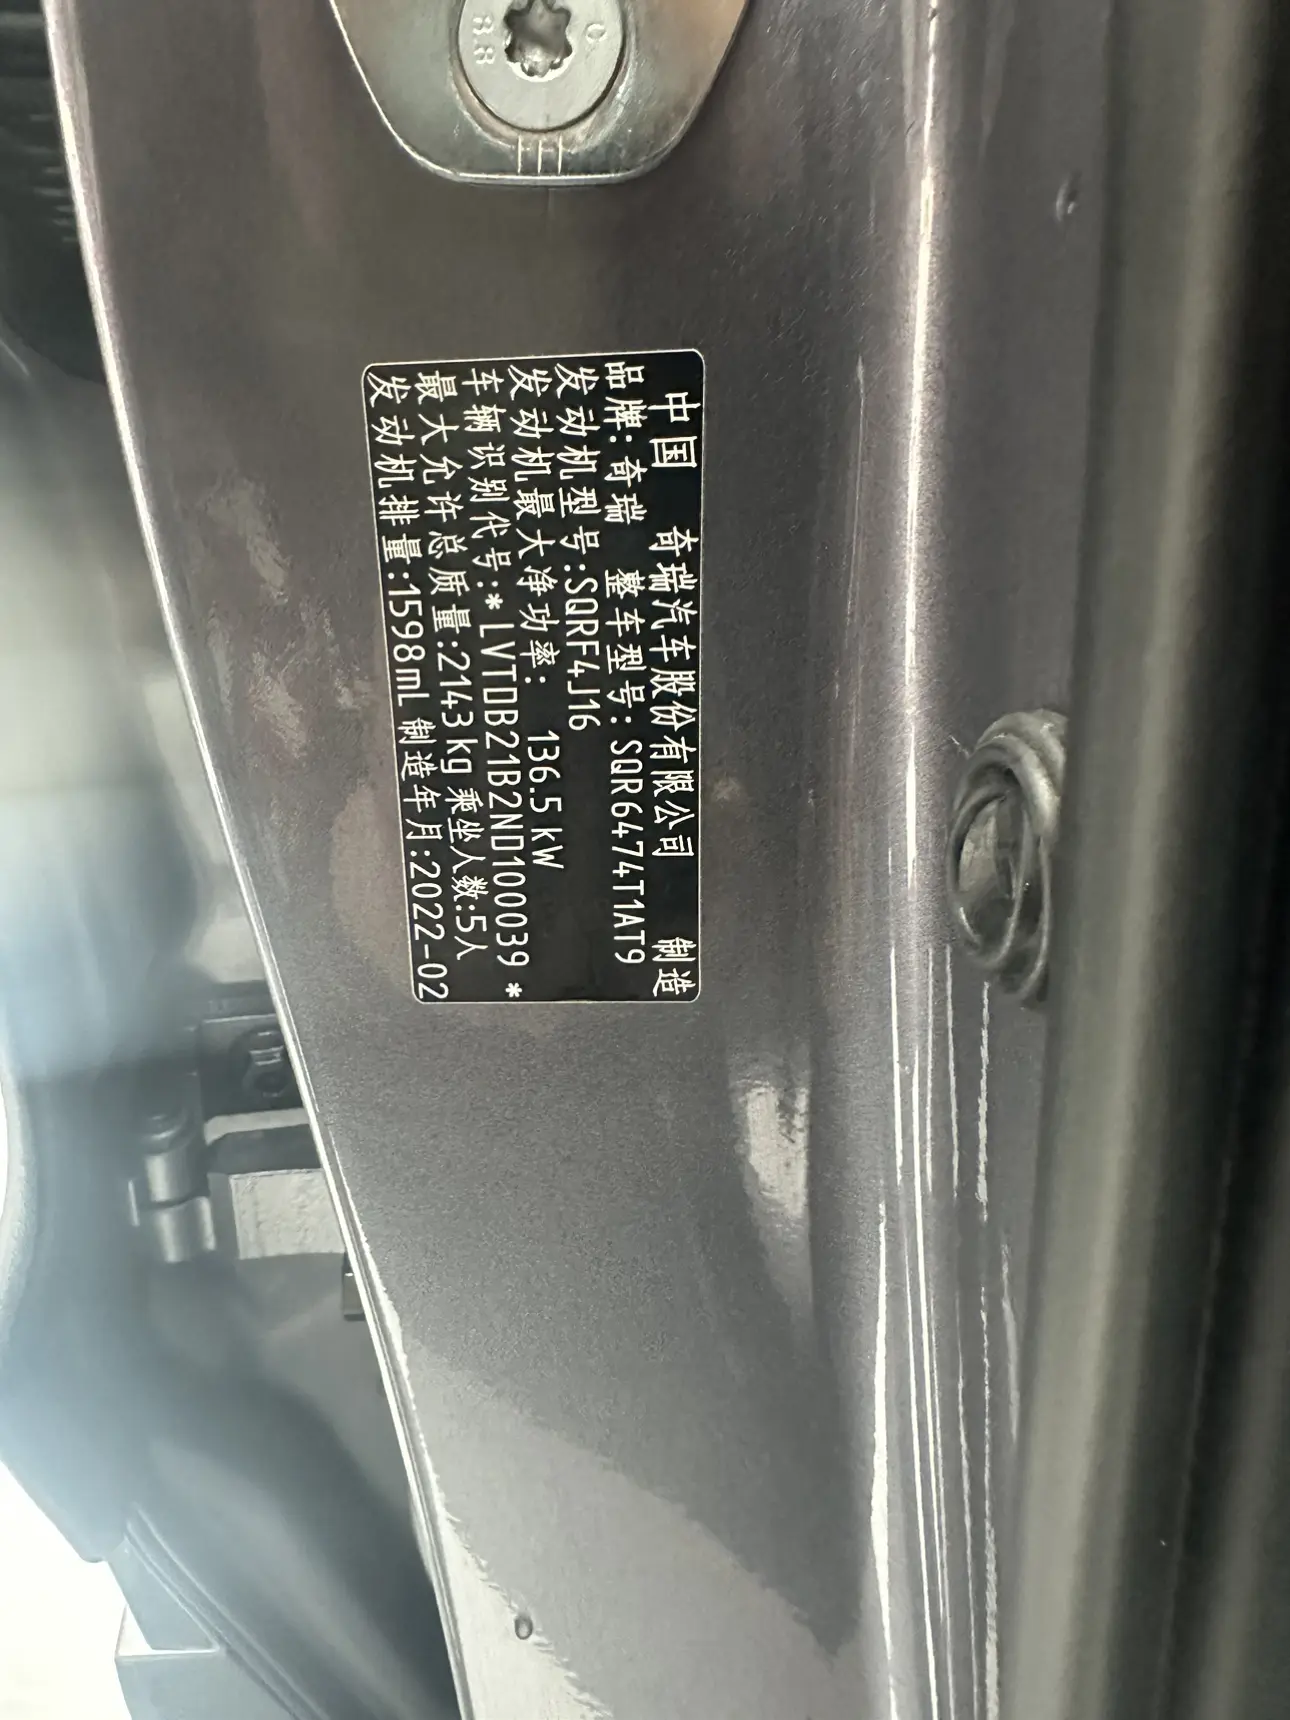 8.8
中国 奇瑞汽车股份有限公司 制造
品牌:奇瑞 整车型号:SQR6474T1AT9
发动机型号:SQRF4J16
发动机最大净功率: 136.5 kW
车辆识别代号:*LVTDB21B2ND100039*
最大允许总质量:2143 kg 乘坐人数:5人
发动机排量:1598mL 制造年月:2022-02